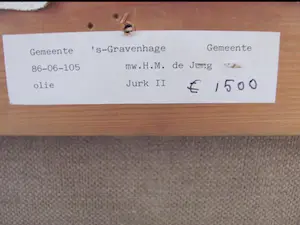 Gemeente 's-Gravenhage Gemeente
86-06-105 mw.H.M. de Jong
olie Jurk II € 1500